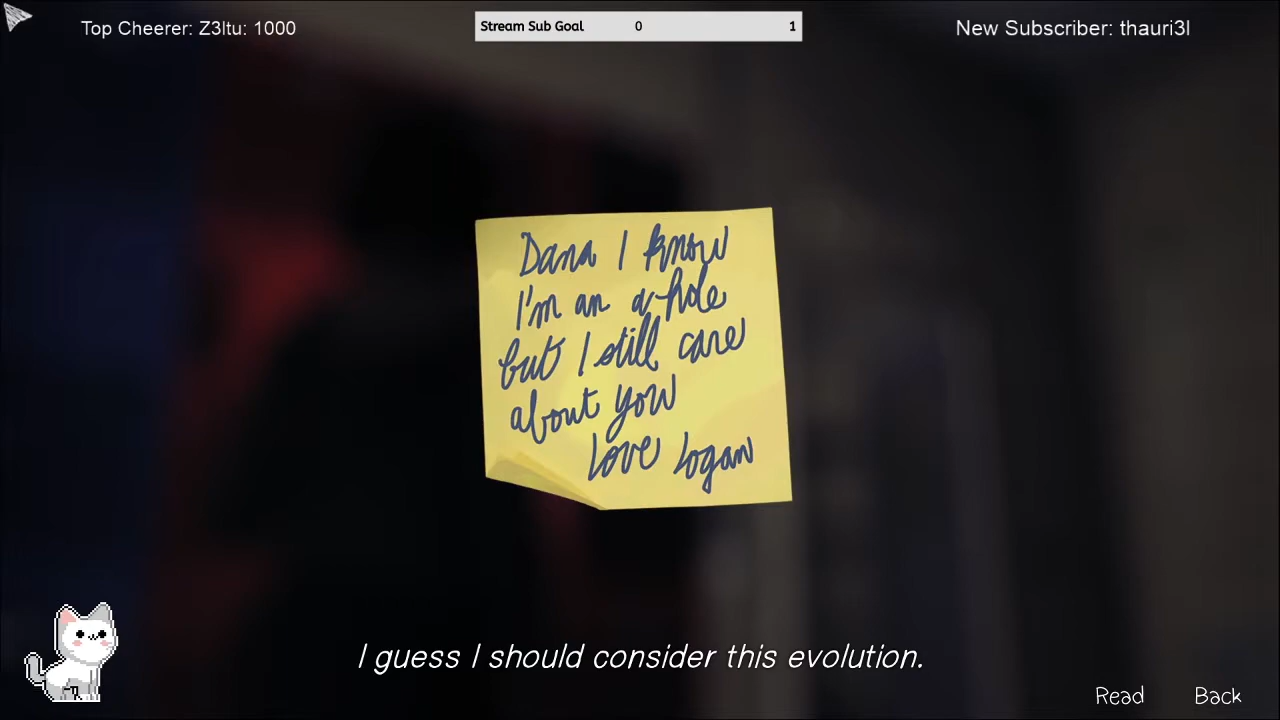 Top Cheerer: Z3ltu: 1000
Stream Sub Goal 0 1
New Subscriber: thauri3l
Dana I know
I'm an a-hole
but I still care
about you
Love Logan
I guess I should consider this evolution.
Read Back